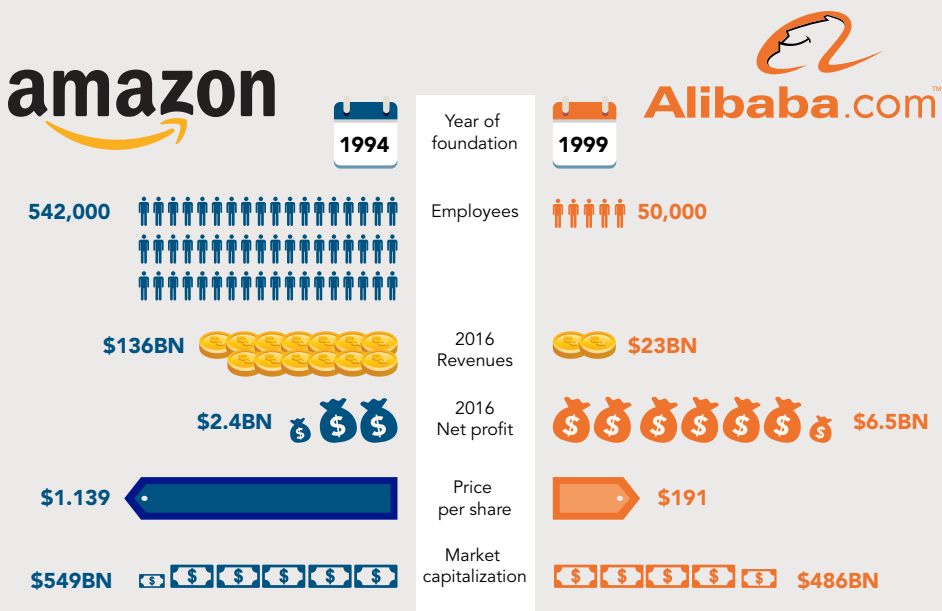 amazon
Alibaba.com™
1994
Year of
foundation
1999
542,000
Employees
50,000
$136BN
2016
Revenues
$23BN
$2.4BN
$ $ $
2016
Net profit
$ $ $ $ $ $ $
$6.5BN
$1.139
Price
per share
$191
$549BN
$ $ $ $ $ $
Market
capitalization
$ $ $ $ $
$486BN